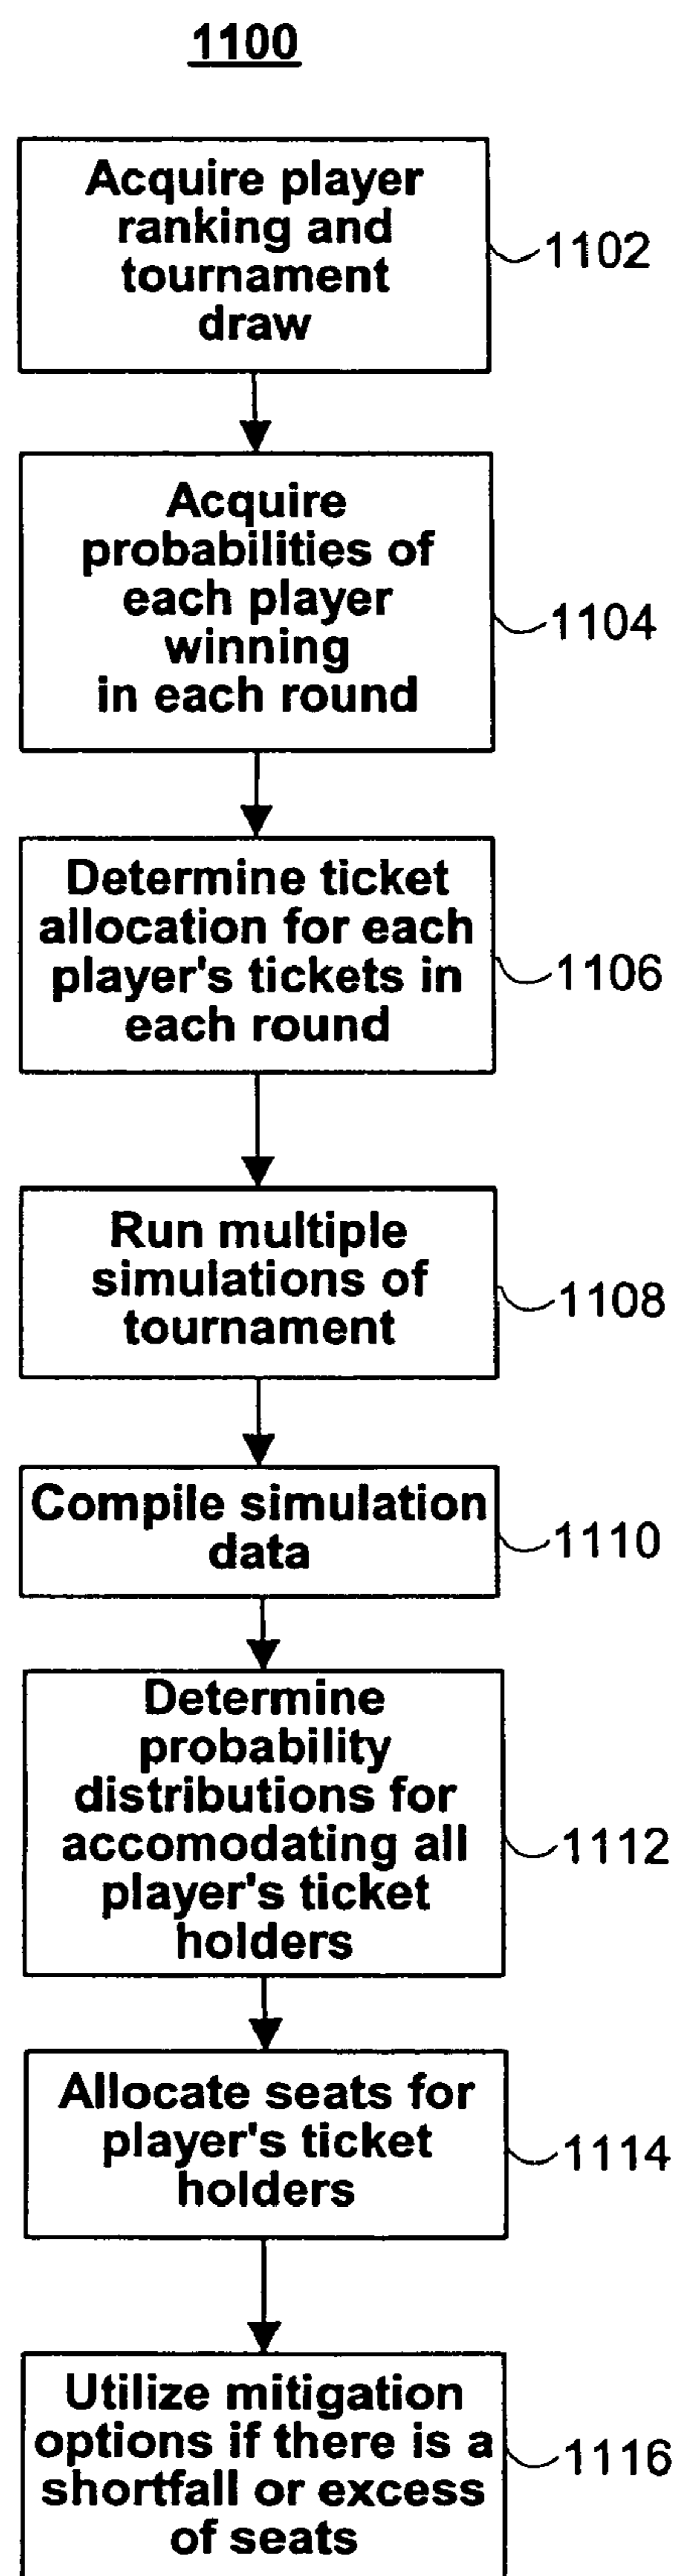 1100
Acquire player
ranking and
tournament
draw
1102
Acquire
probabilities of
each player
winning
in each round
1104
Determine ticket
allocation for each
player's tickets in
each round
1106
Run multiple
simulations of
tournament
1108
Compile simulation
data
1110
Determine
probability
distributions for
accomodating all
player's ticket
holders
1112
Allocate seats for
player's ticket
holders
1114
Utilize mitigation
options if there is a
shortfall or excess
of seats
1116